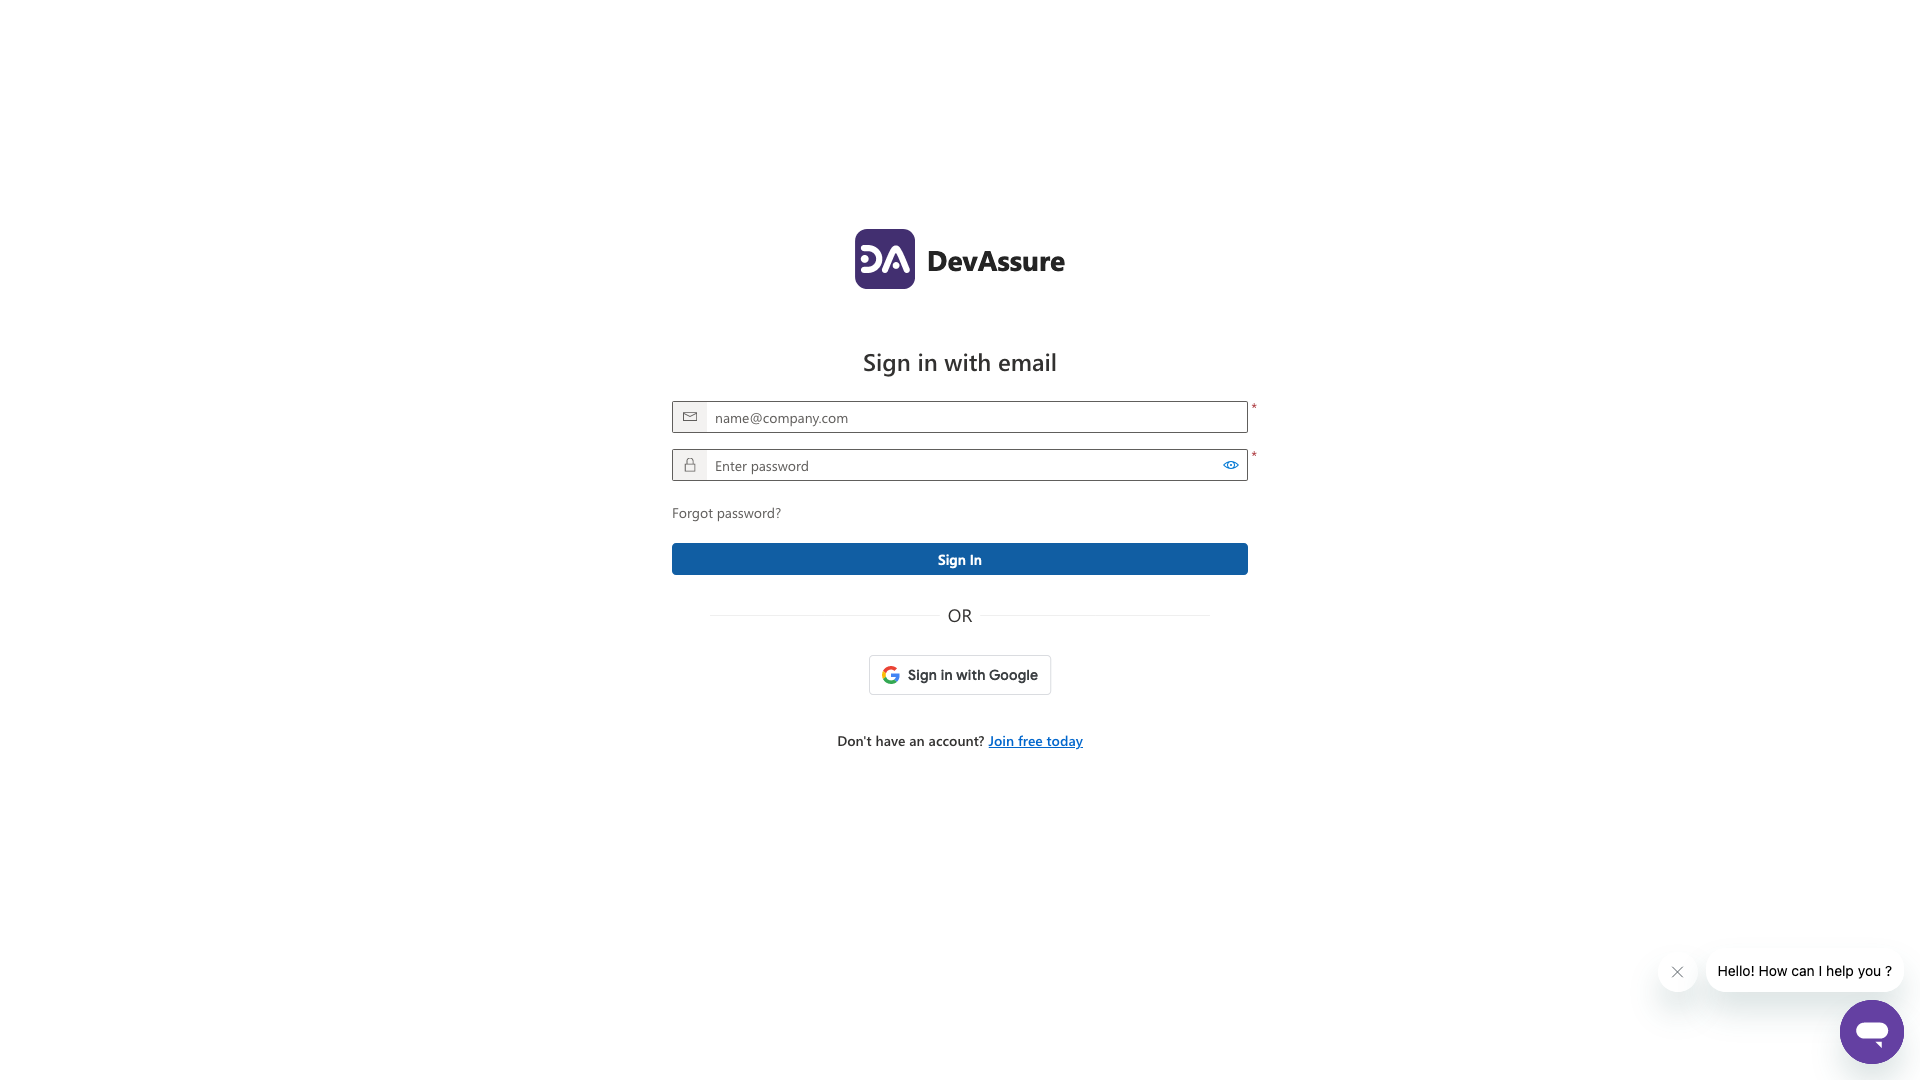 DA DevAssure
Sign in with email
name@company.com *
Enter password *
Forgot password?
Sign In
OR
Sign in with Google
Don't have an account? Join free today
Hello! How can I help you ?